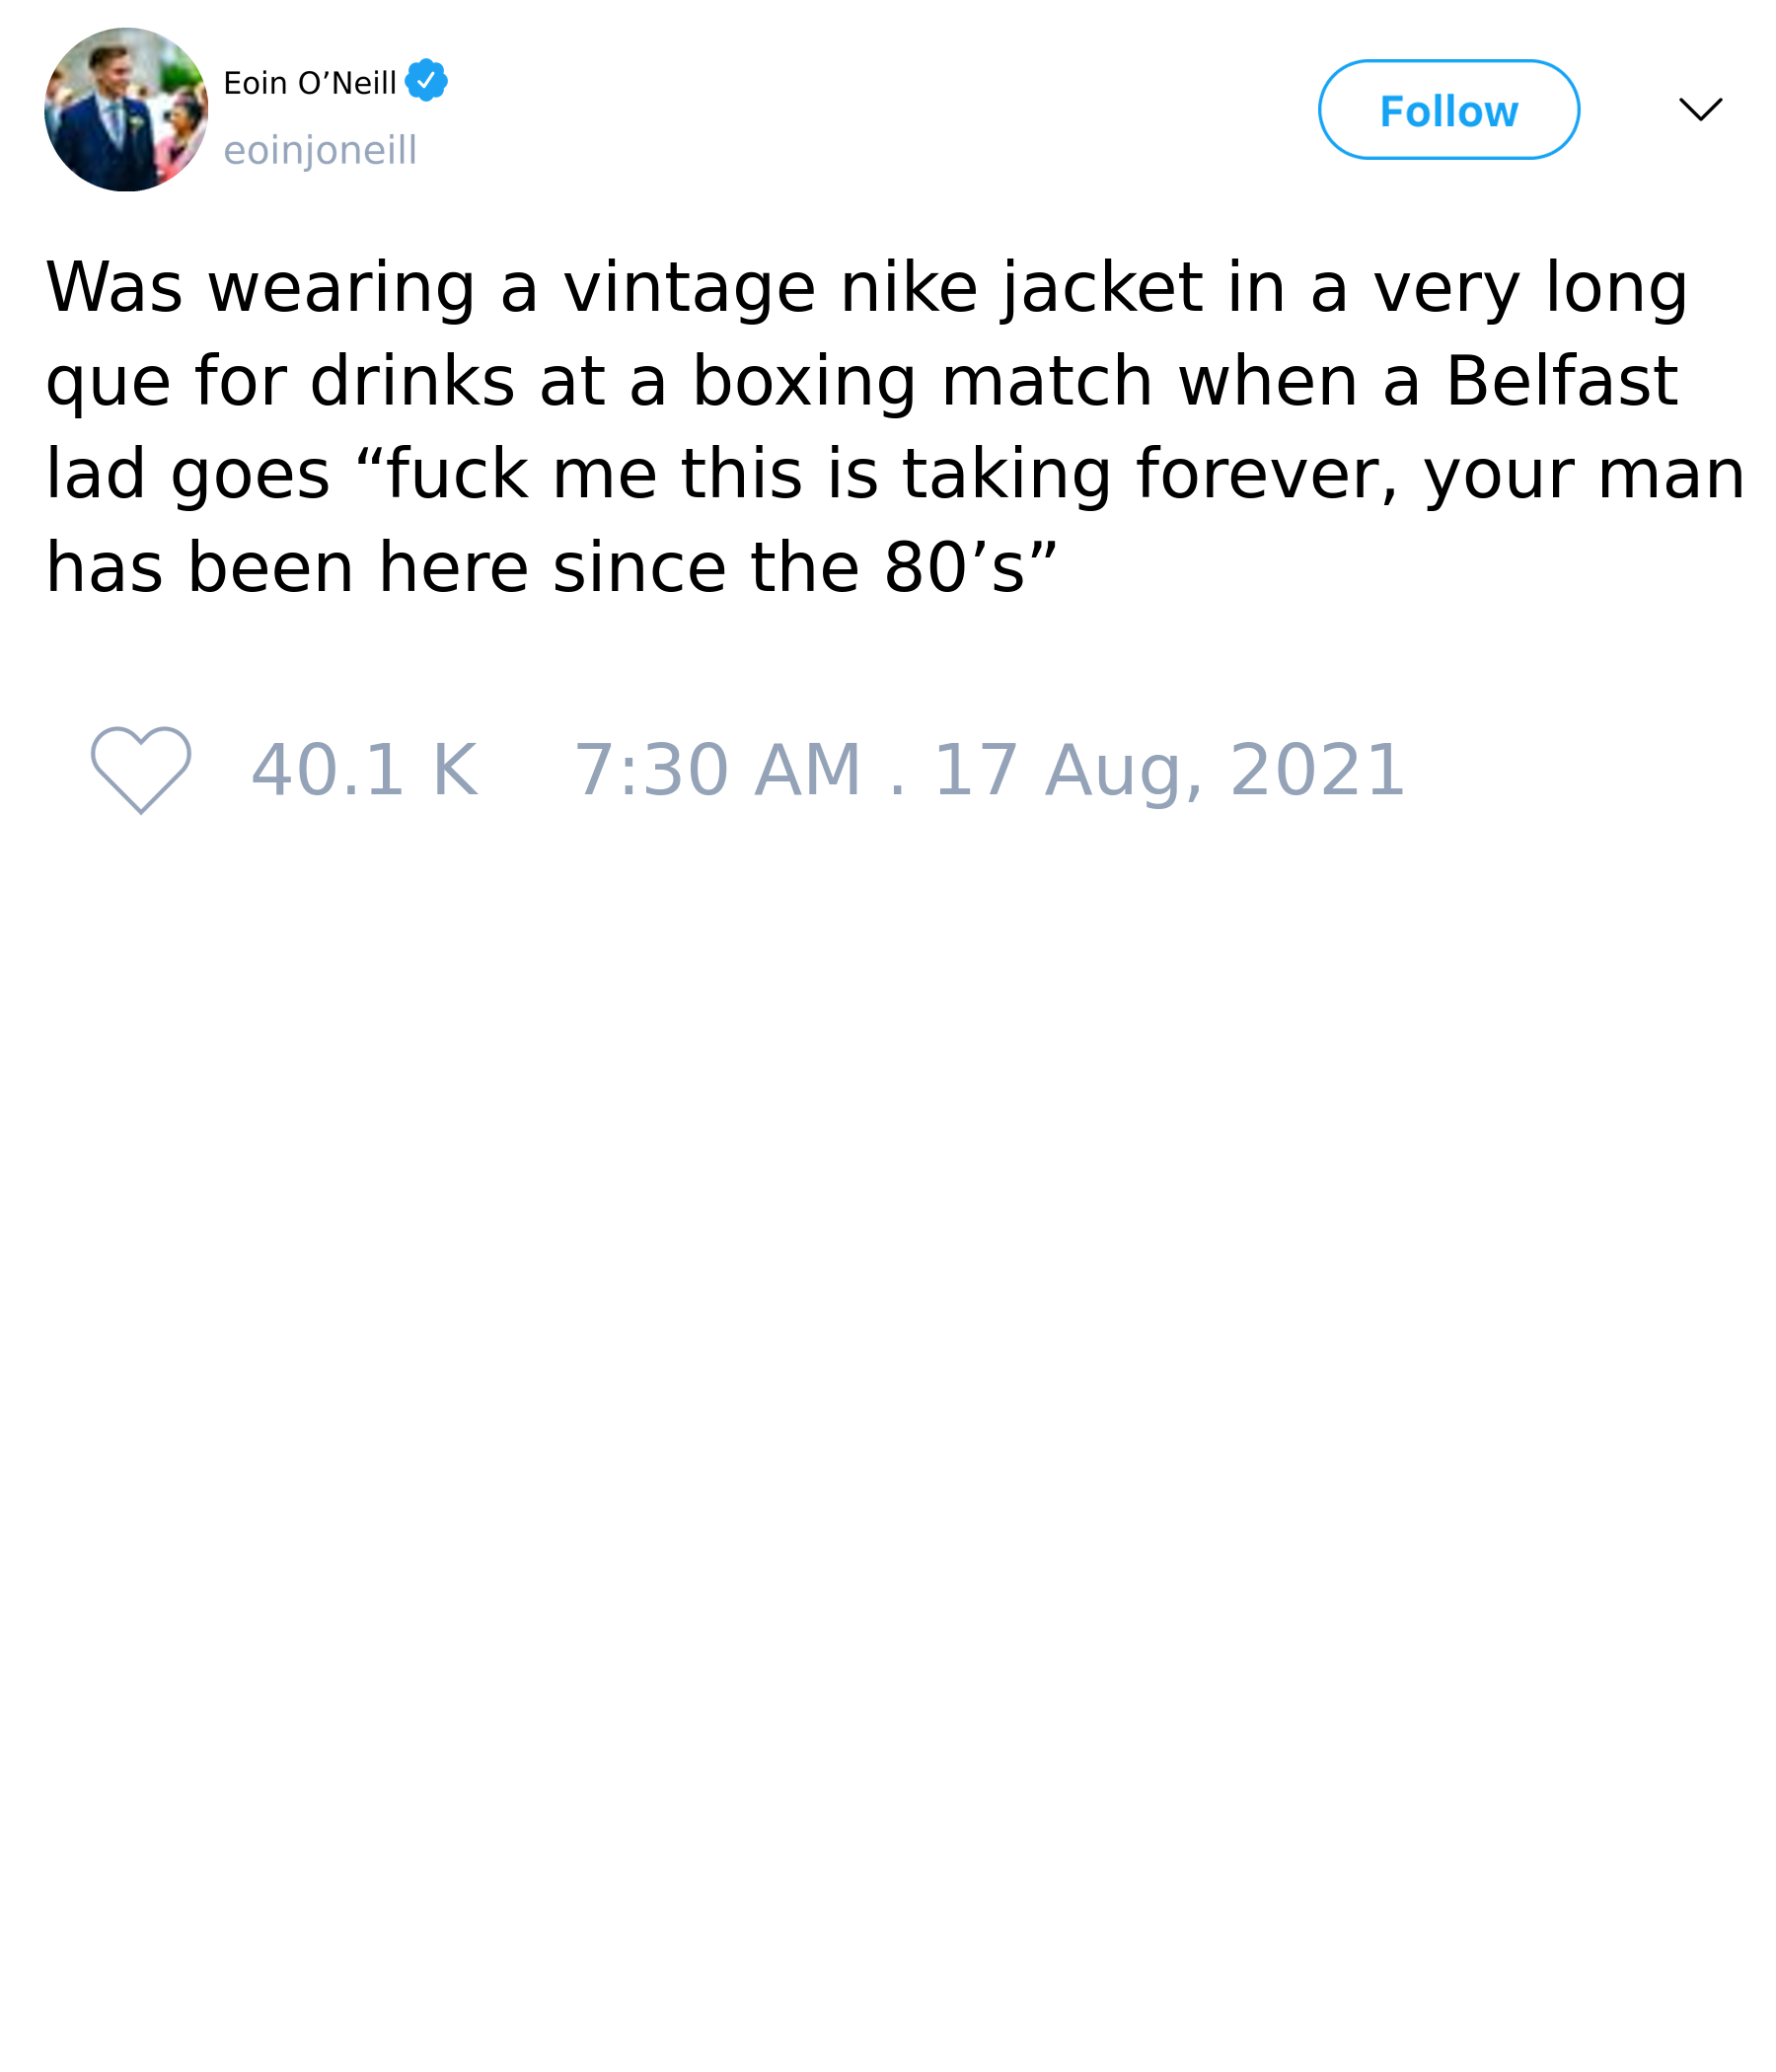 Eoin O’Neill
eoinjoneill
Follow
Was wearing a vintage nike jacket in a very long
que for drinks at a boxing match when a Belfast
lad goes “fuck me this is taking forever, your man
has been here since the 80’s”
40.1 K 7:30 AM . 17 Aug, 2021